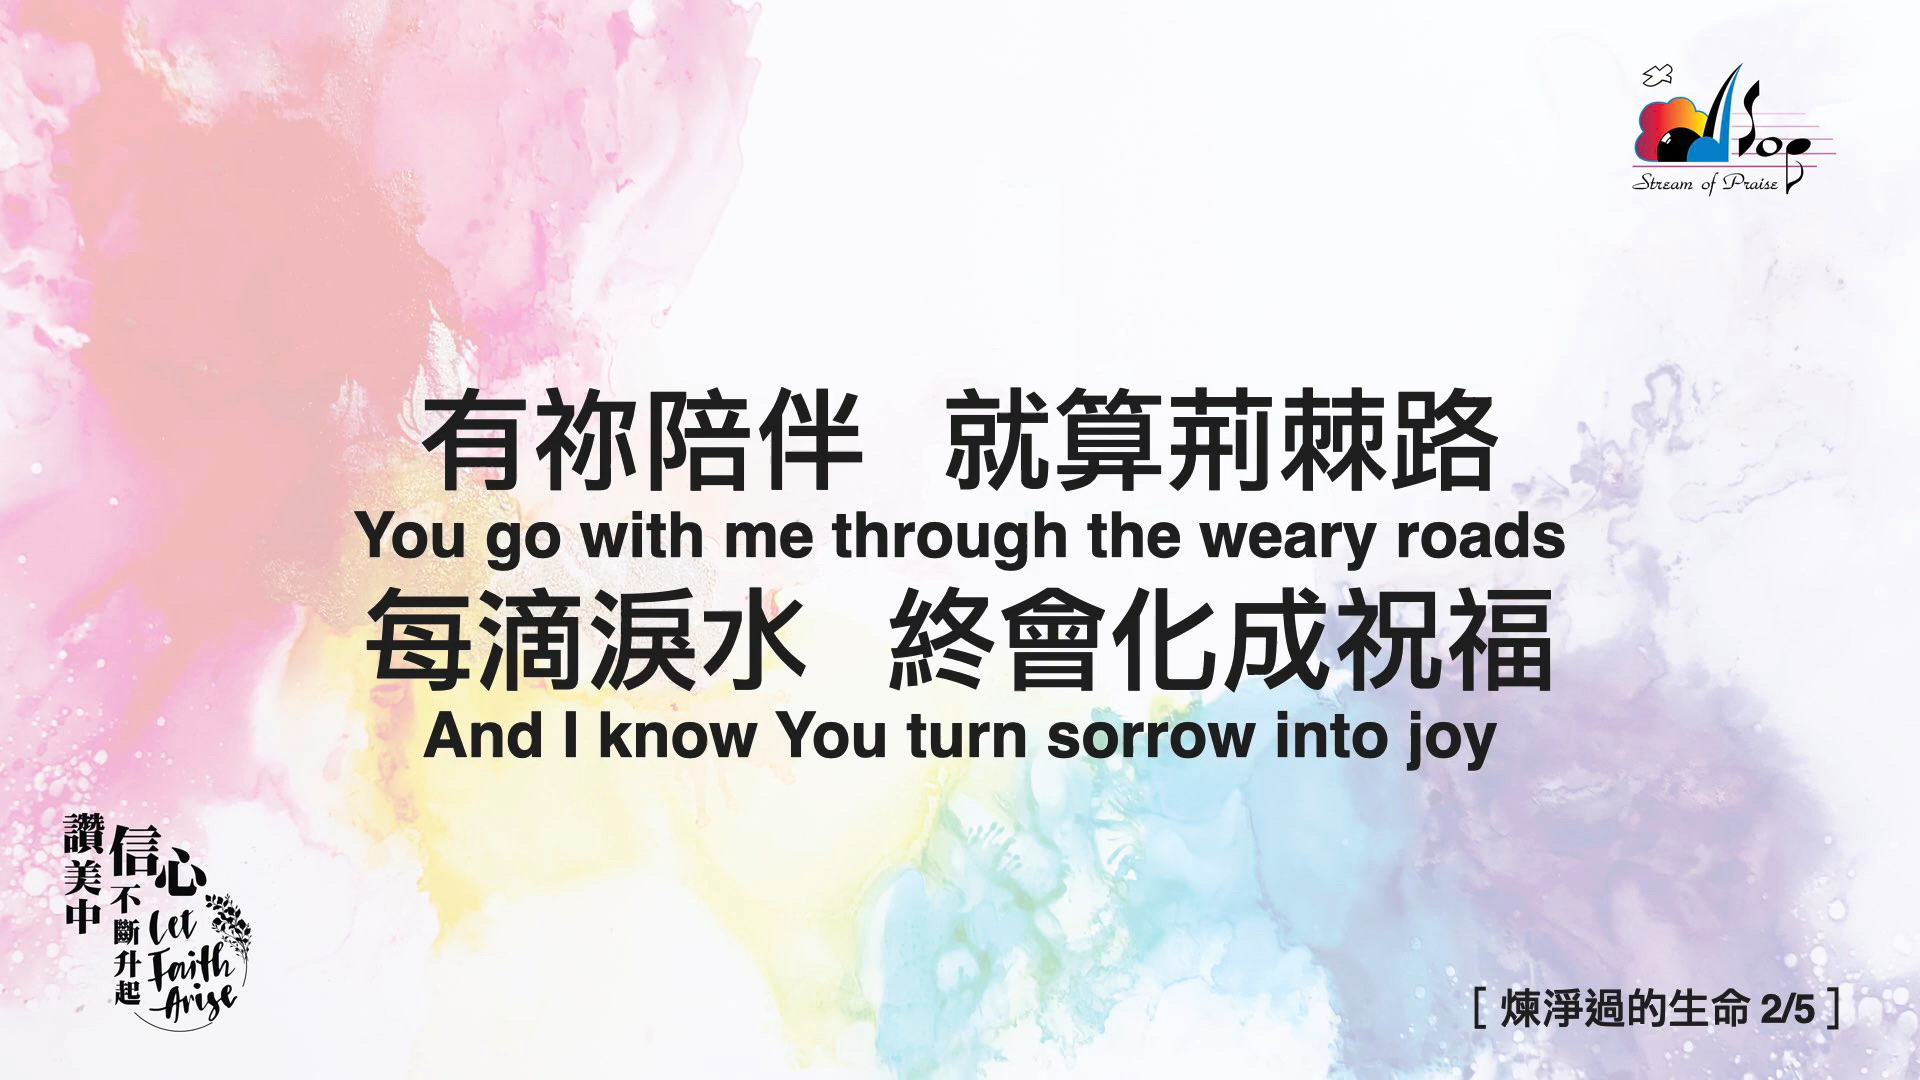 SOP
Stream of Praise
有祢陪伴 就算荊棘路
You go with me through the weary roads
每滴淚水 終會化成祝福
And I know You turn sorrow into joy
讚美中
信心
不斷升起
Let
Faith
Arise
[ 煉淨過的生命 2/5 ]